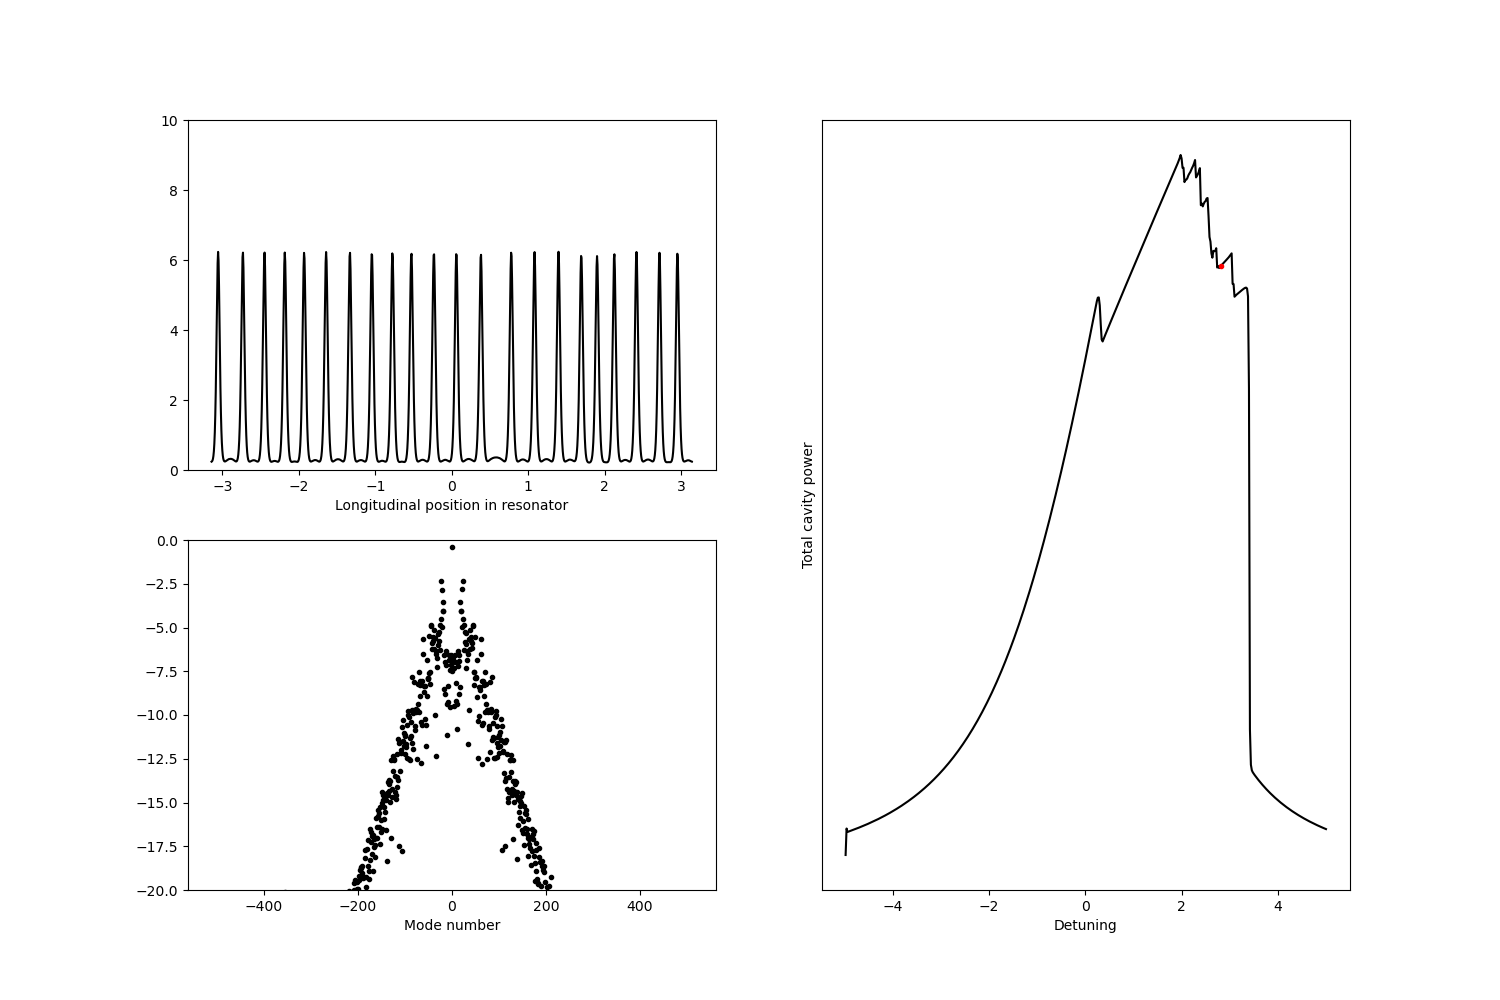 10
8
6
4
2
0
−3 −2 −1 0 1 2 3
Longitudinal position in resonator
0.0
−2.5
−5.0
−7.5
−10.0
−12.5
−15.0
−17.5
−20.0
−400 −200 0 200 400
Mode number
Total cavity power
−4 −2 0 2 4
Detuning